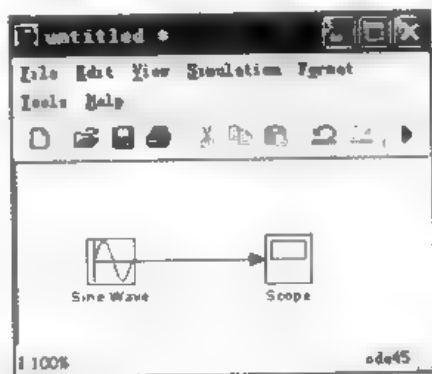 untitled *
File Edit View Simulation Format
Tools Help
Sine Wave
Scope
100%
ode45